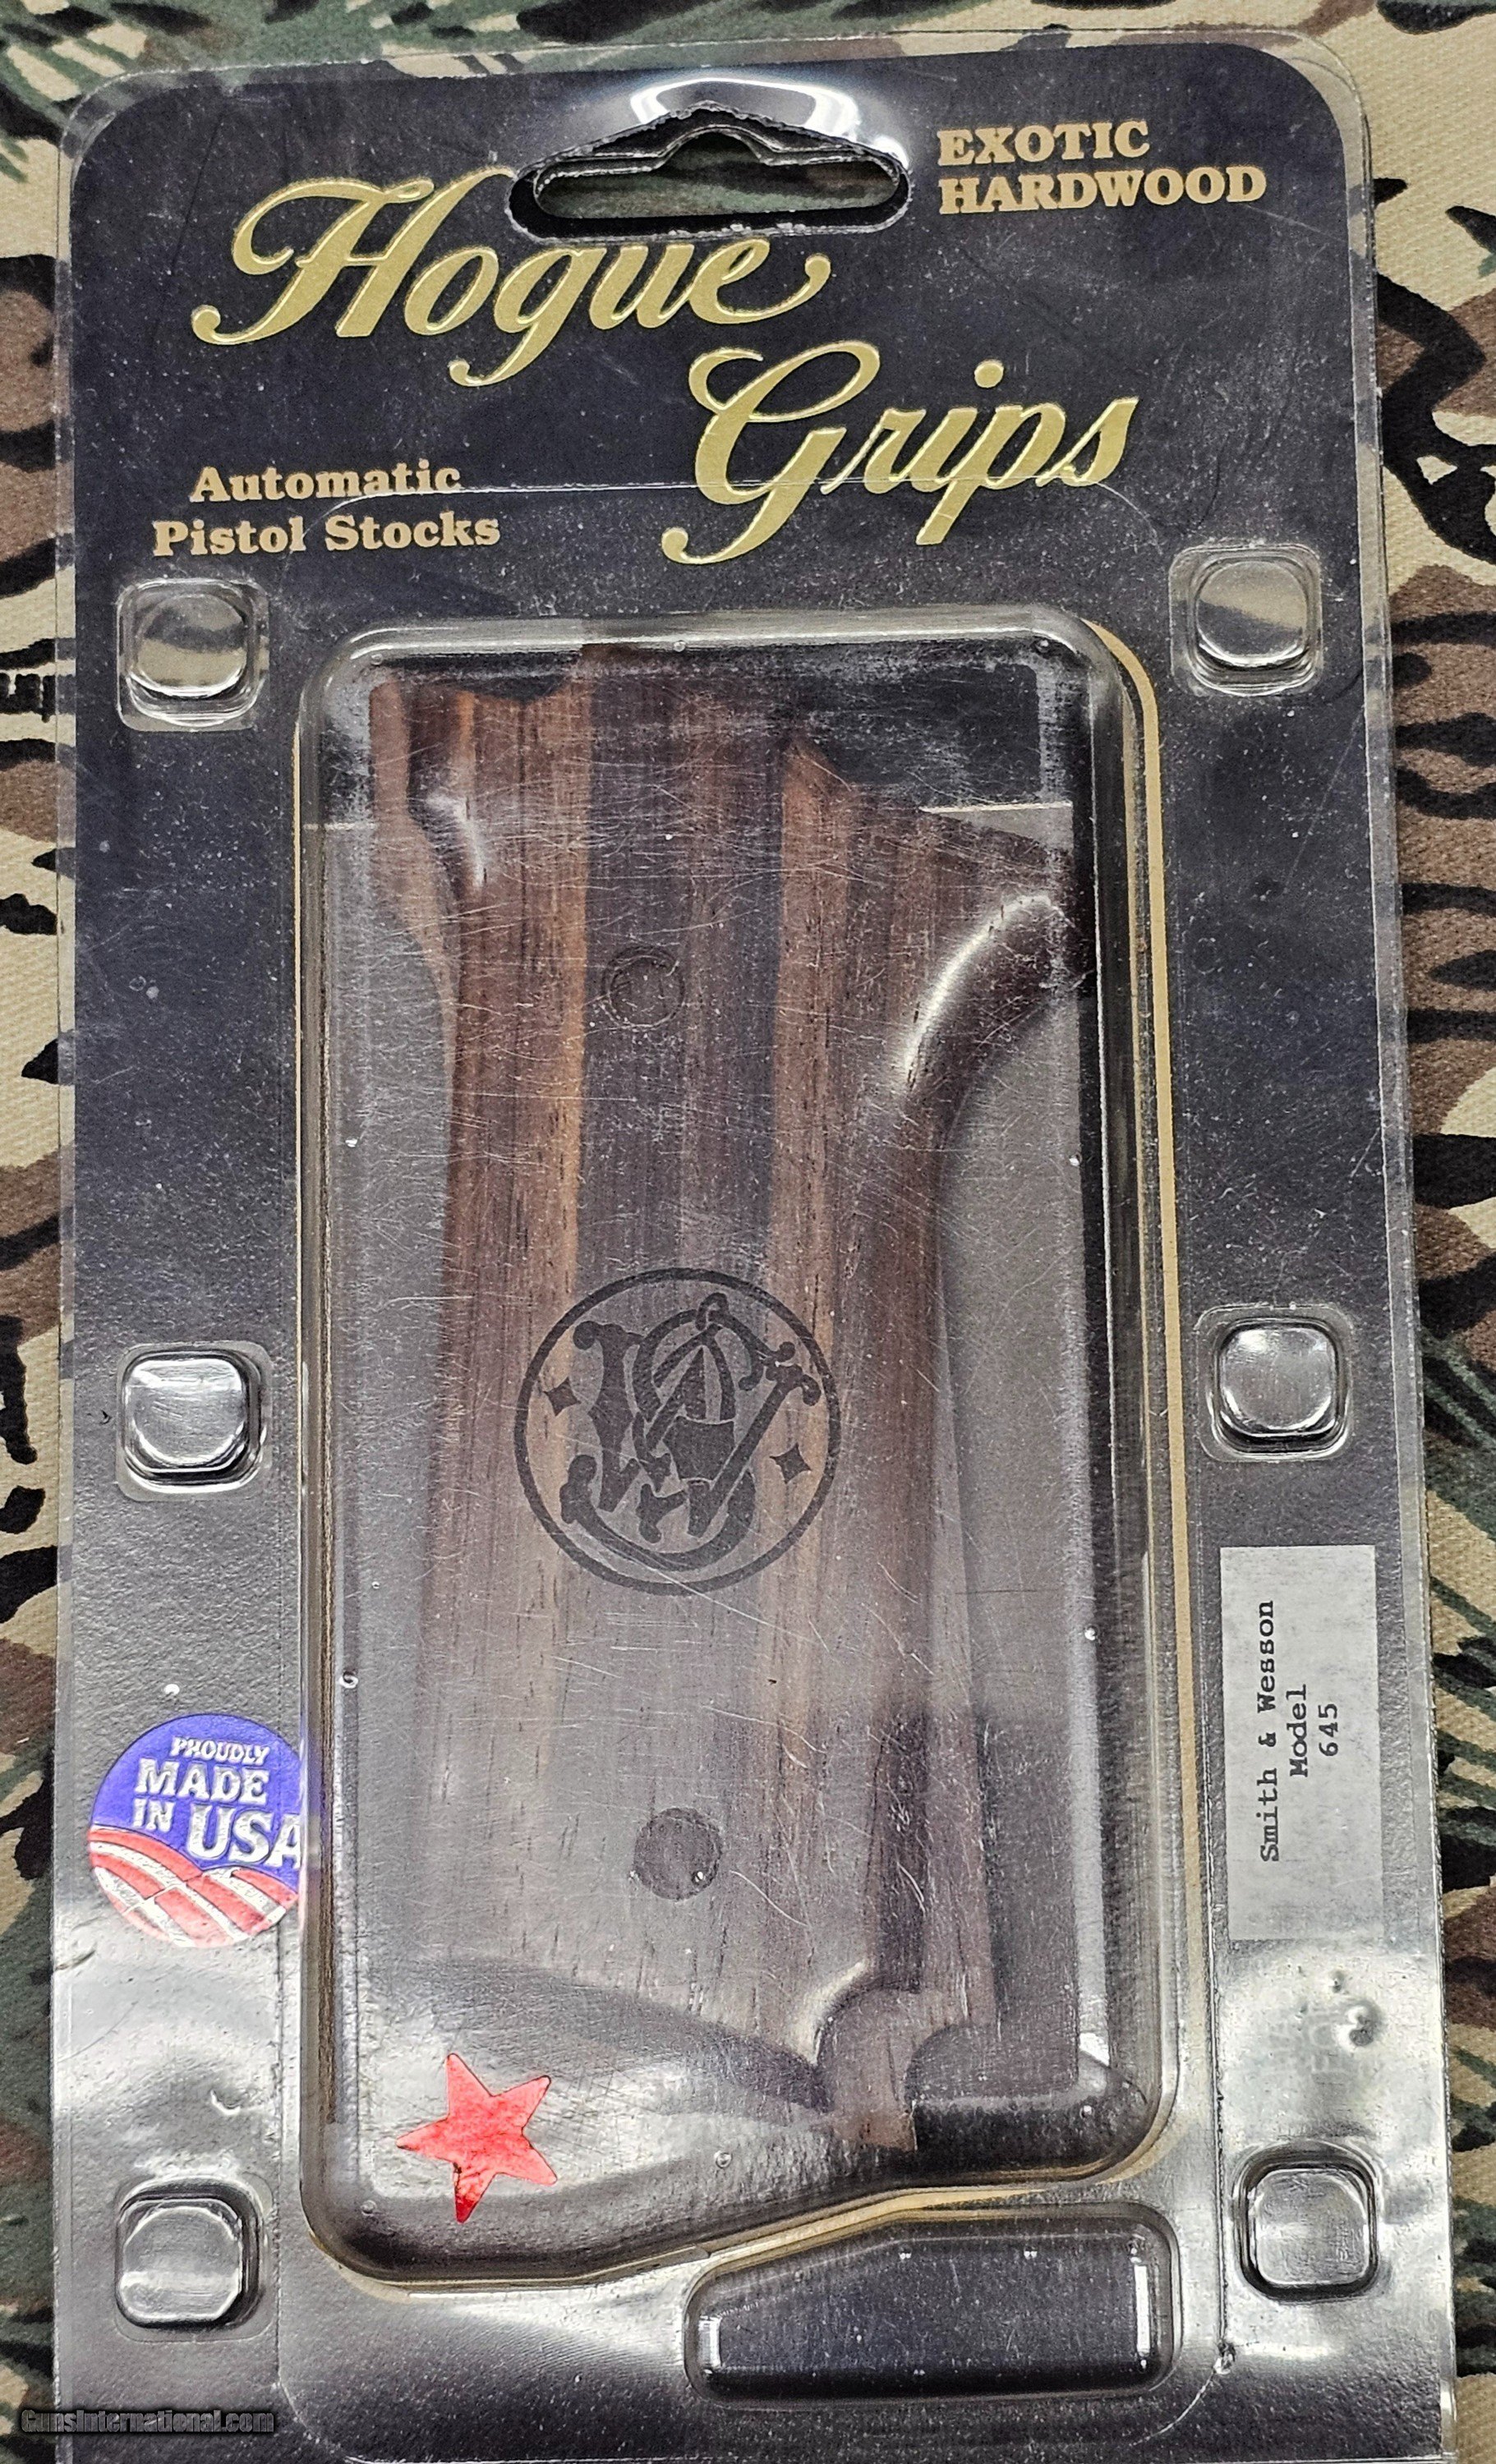 EXOTIC
HARDWOOD
Hogue
Grips
Automatic
Pistol Stocks
Smith & Wesson
Model
645
PROUDLY
MADE
IN USA
GunsInternational.com